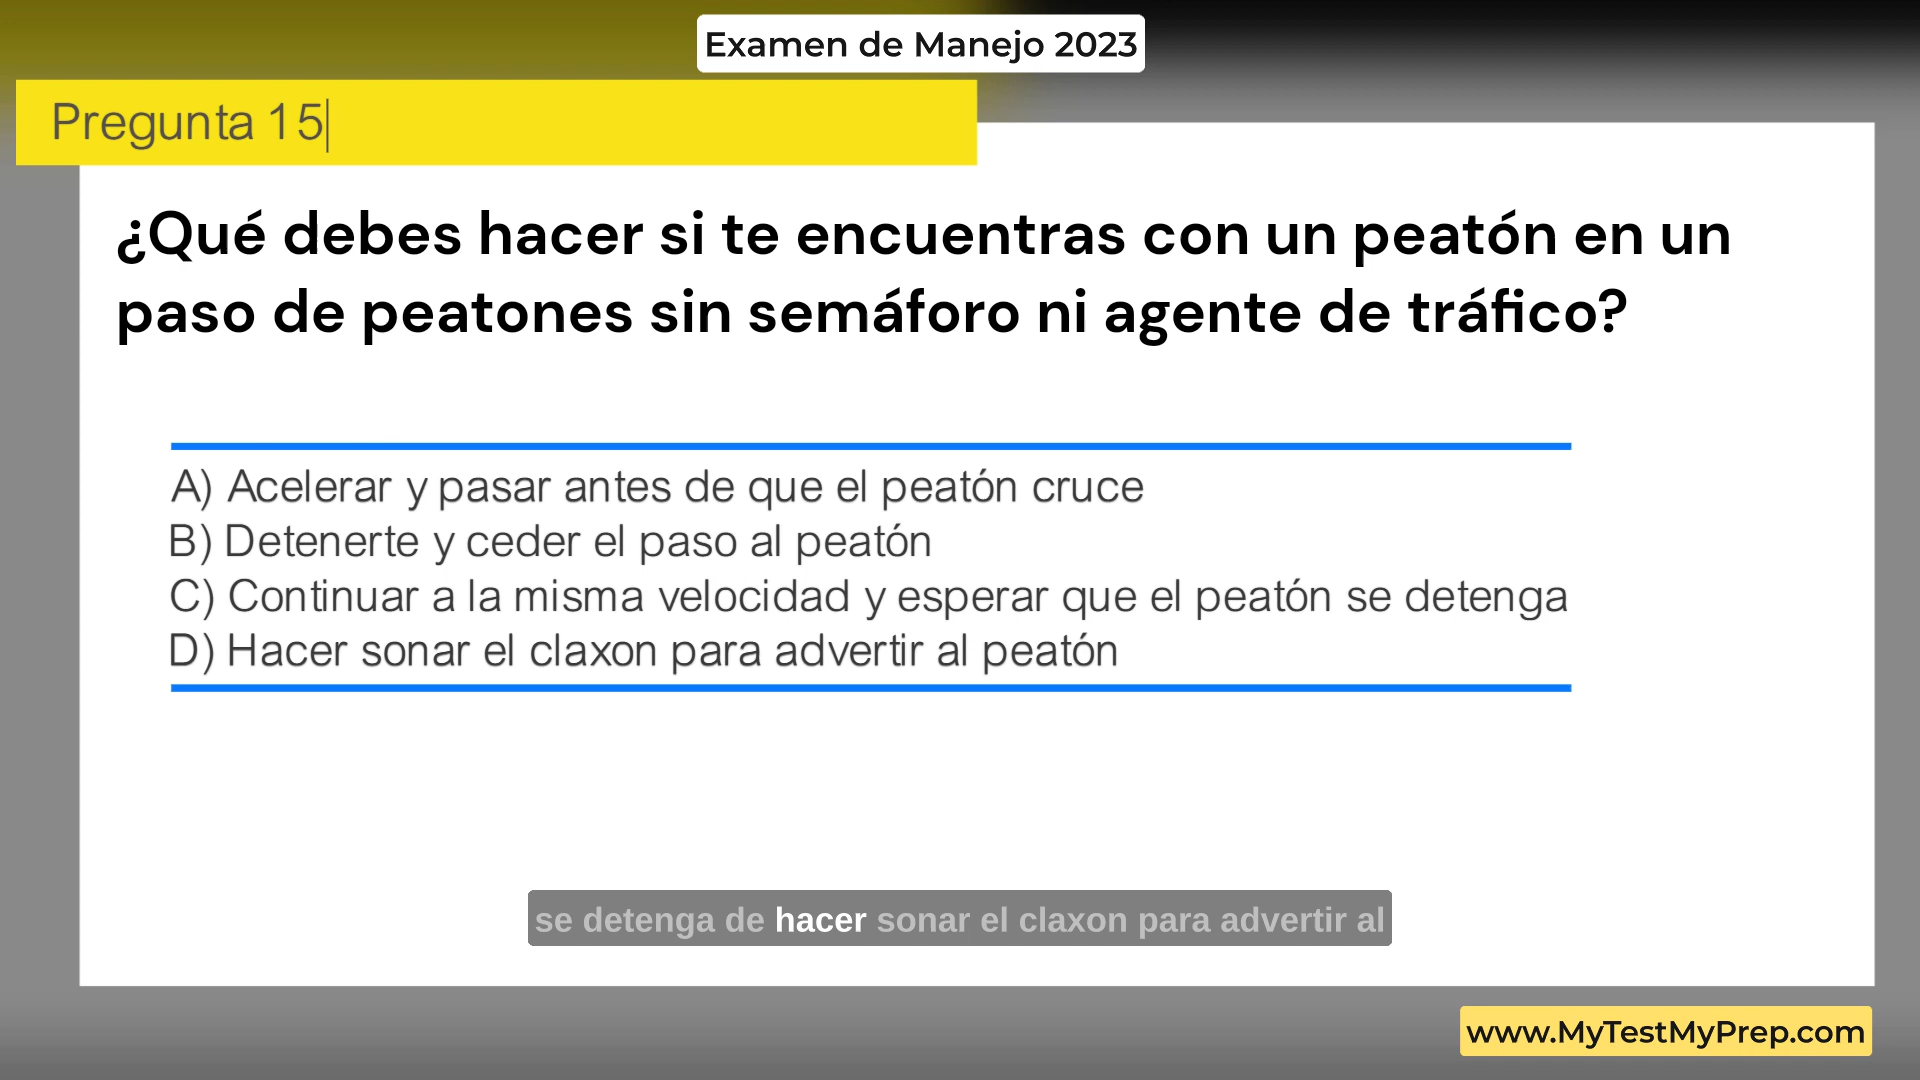 Examen de Manejo 2023
Pregunta 15
¿Qué debes hacer si te encuentras con un peatón en un
paso de peatones sin semáforo ni agente de tráfico?
A) Acelerar y pasar antes de que el peatón cruce
B) Detenerte y ceder el paso al peatón
C) Continuar a la misma velocidad y esperar que el peatón se detenga
D) Hacer sonar el claxon para advertir al peatón
se detenga de hacer sonar el claxon para advertir al
www.MyTestMyPrep.com